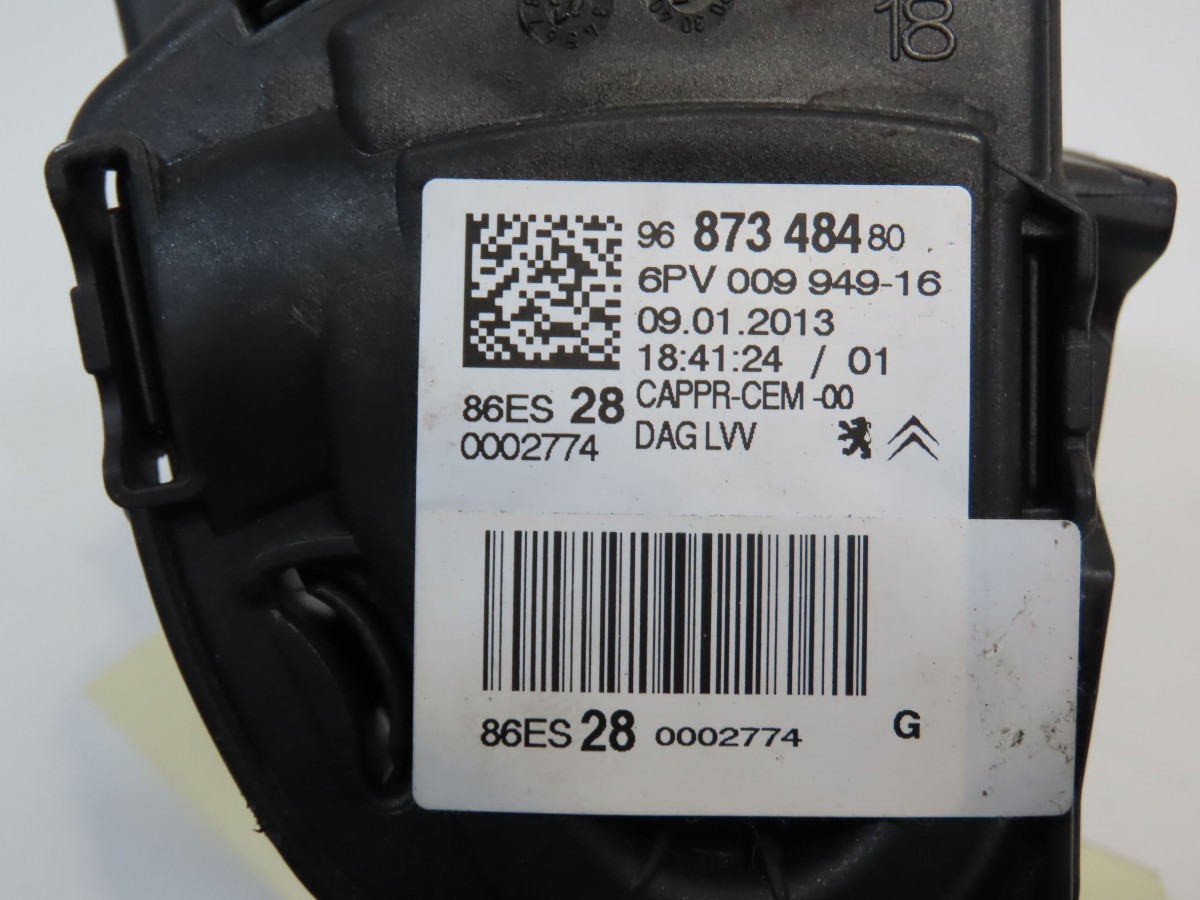 18
96 873 484 80
6PV 009 949-16
09.01.2013
18:41:24 / 01
CAPPR-CEM -00
DAG LVV
86ES 28
0002774
86ES 28 0002774 G